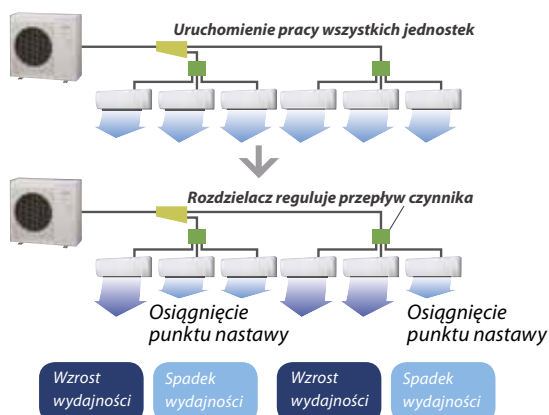 Uruchomienie pracy wszystkich jednostek
Rozdzielacz reguluje przepływ czynnika
Osiągnięcie
punktu nastawy
Osiągnięcie
punktu nastawy
Wzrost
wydajności
Spadek
wydajności
Wzrost
wydajności
Spadek
wydajności